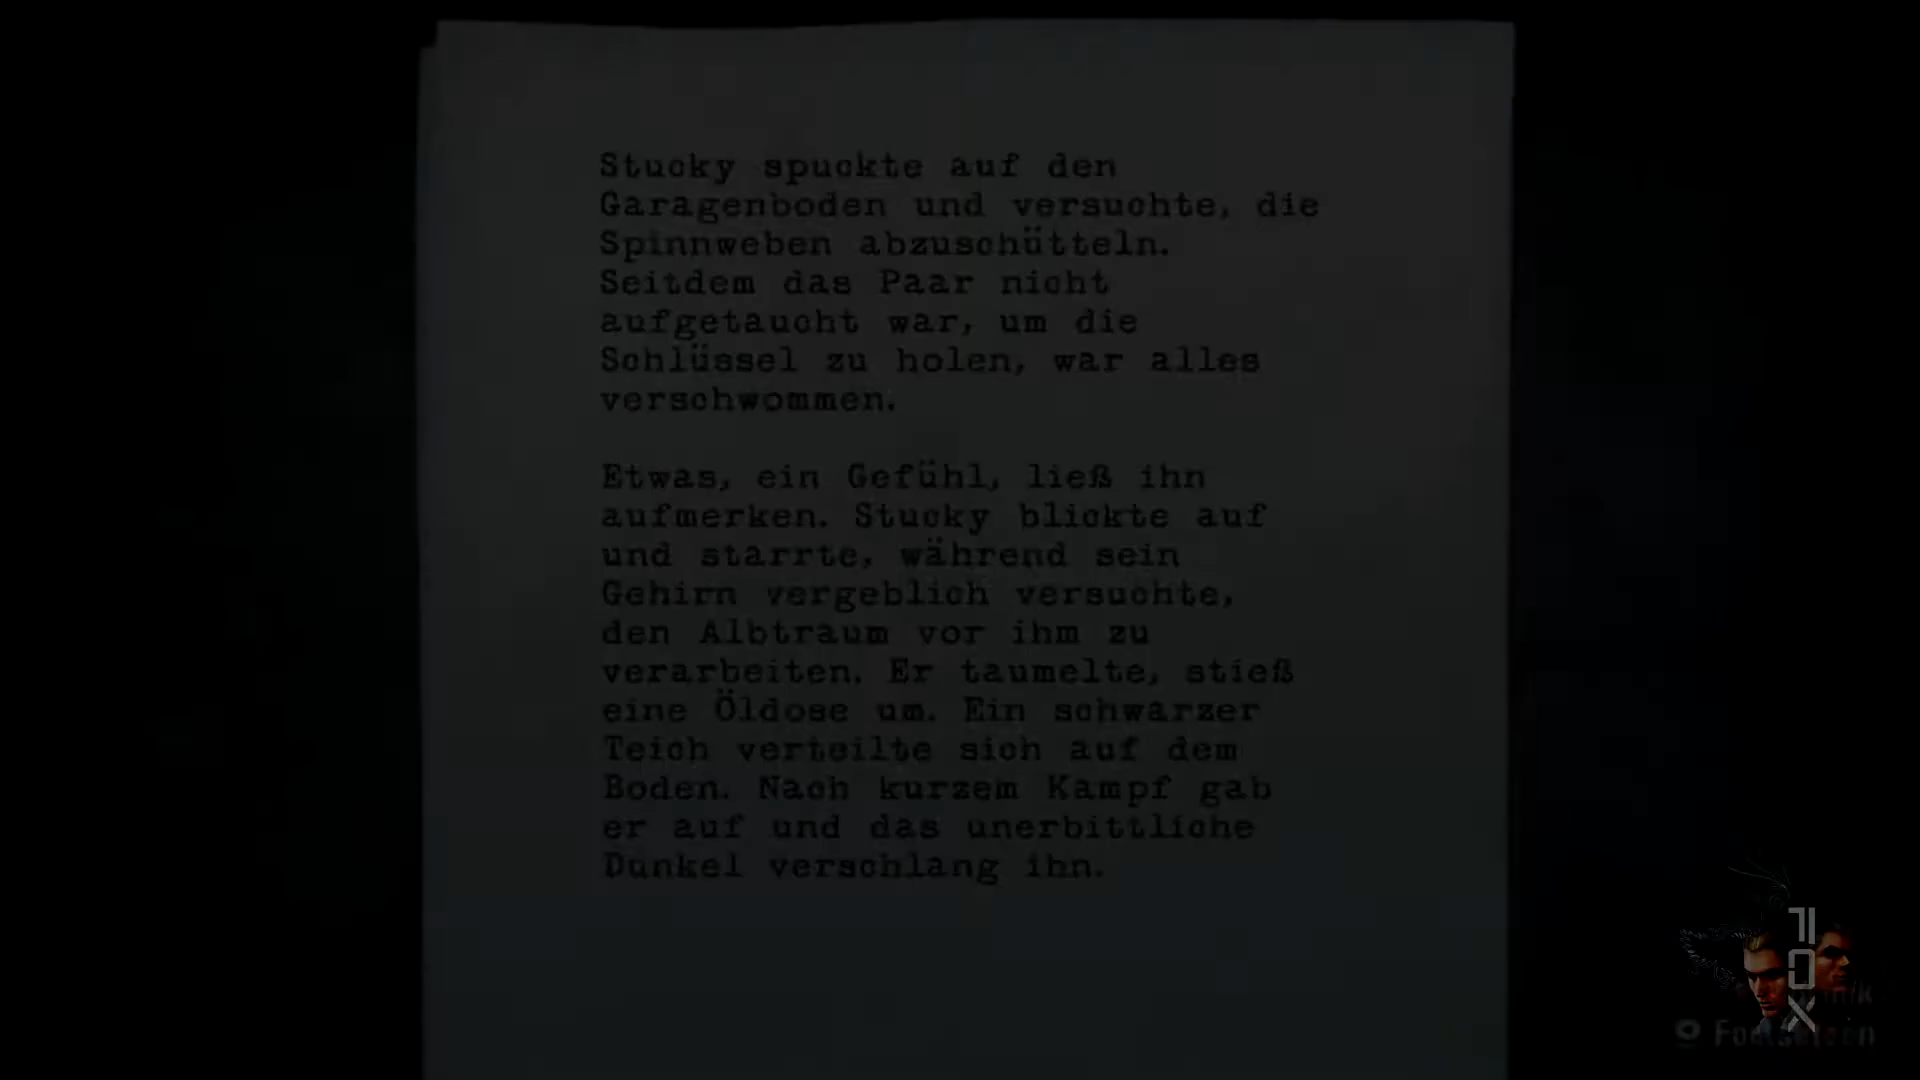 Stucky spuckte auf den
Garagenboden und versuchte, die
Spinnweben abzuschütteln.
Seitdem das Paar nicht
aufgetaucht war, um die
Schlüssel zu holen, war alles
verschwommen.
Etwas, ein Gefühl, ließ ihn
aufmerken. Stucky blickte auf
und starrte, während sein
Gehirn vergeblich versuchte,
den Albtraum vor ihm zu
verarbeiten. Er taumelte, stieß
eine Öldose um. Ein schwarzer
Teich verteilte sich auf dem
Boden. Nach kurzem Kampf gab
er auf und das unerbittliche
Dunkel verschlang ihn.